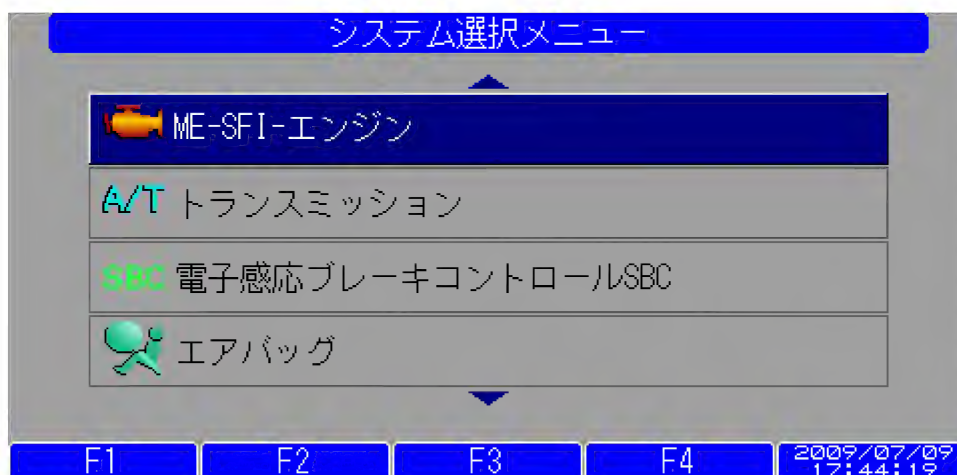 システム選択メニュー
ME-SFI-エンジン
A/T トランスミッション
SBC 電子感応ブレーキコントロールSBC
エアバッグ
F1 F2 F3 F4 2009/07/09
17:44:19